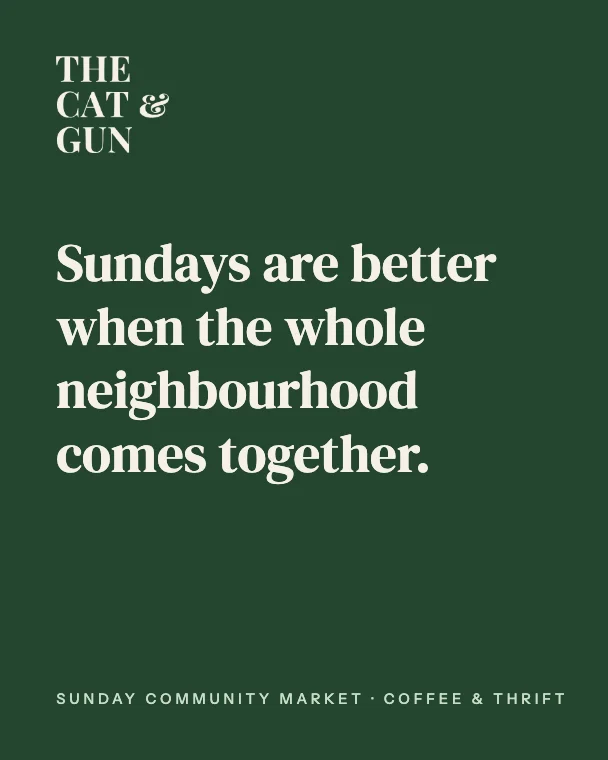 THE
CAT &
GUN
Sundays are better
when the whole
neighbourhood
comes together.
SUNDAY COMMUNITY MARKET · COFFEE & THRIFT